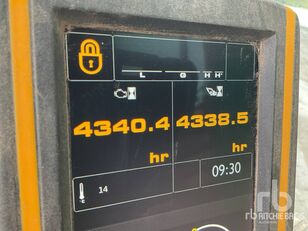 L G H H'
4340.4 4338.5
hr hr
14 09:30
rb
RITCHIE BROS